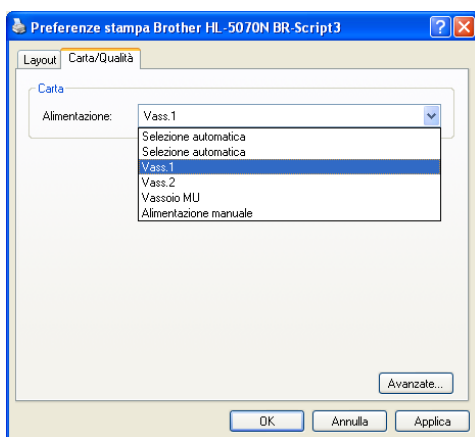 Preferenze stampa Brother HL-5070N BR-Script3
Layout Carta/Qualità
Carta
Alimentazione: Vass.1
Selezione automatica
Selezione automatica
Vass.1
Vass.2
Vassoio MU
Alimentazione manuale
Avanzate...
OK Annulla Applica